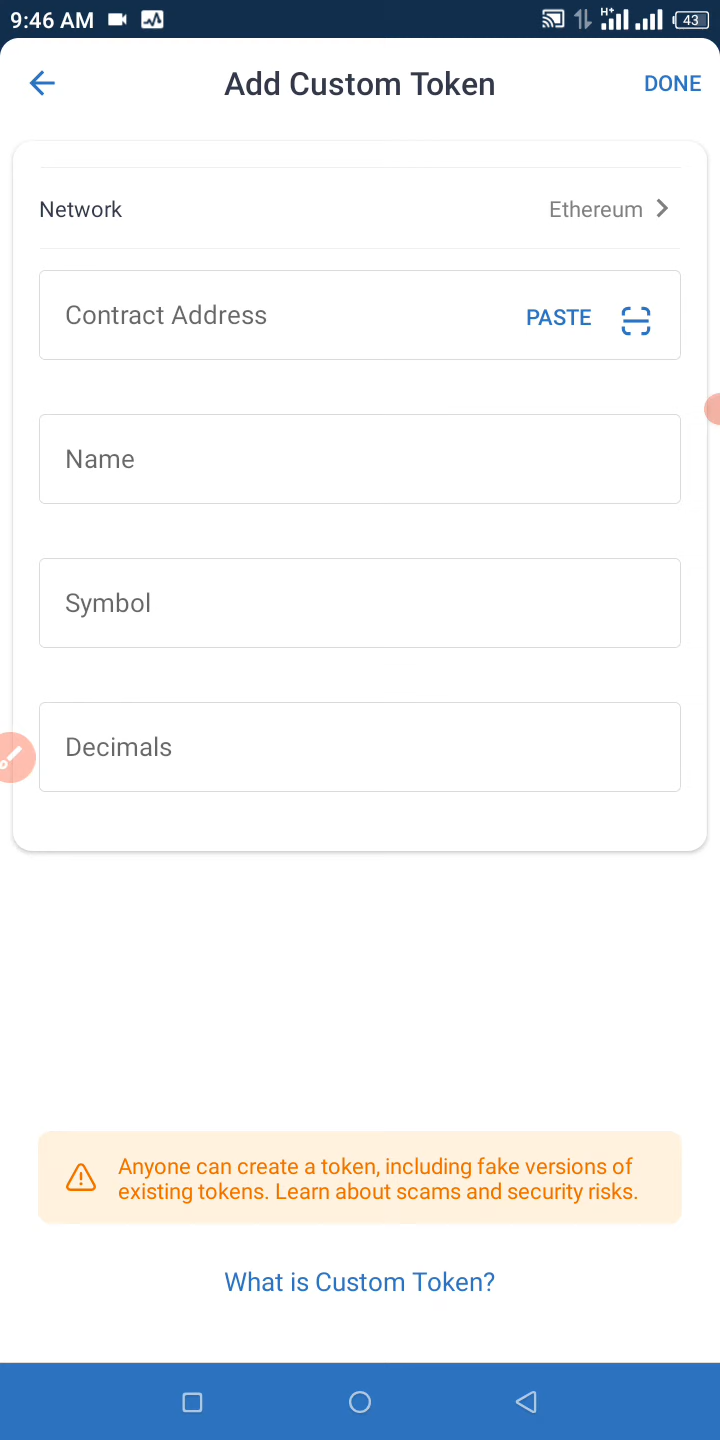 9:46 AM
H+
43
Add Custom Token
DONE
Network
Ethereum
Contract Address
PASTE
Name
Symbol
Decimals
Anyone can create a token, including fake versions of
existing tokens. Learn about scams and security risks.
What is Custom Token?